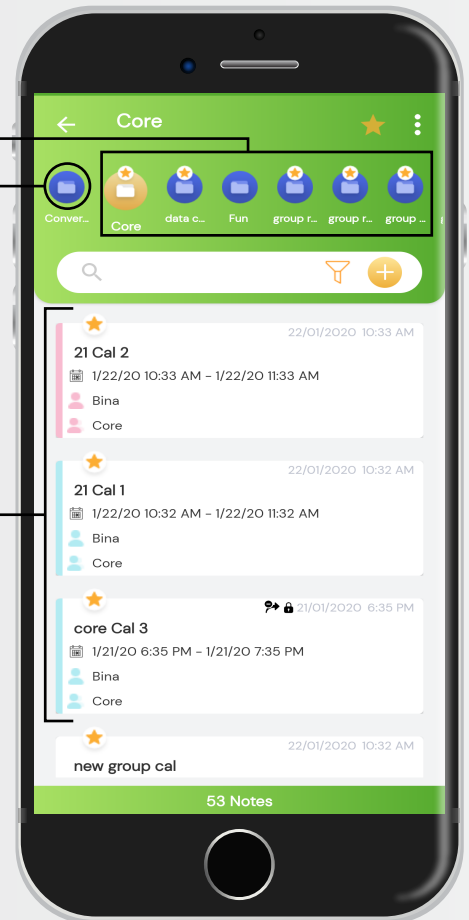 Core
Conver...
Core
data c...
Fun
group r...
group r...
group ...
22/01/2020 10:33 AM
21 Cal 2
1/22/20 10:33 AM - 1/22/20 11:33 AM
Bina
Core
22/01/2020 10:32 AM
21 Cal 1
1/22/20 10:32 AM - 1/22/20 11:32 AM
Bina
Core
21/01/2020 6:35 PM
core Cal 3
1/21/20 6:35 PM - 1/21/20 7:35 PM
Bina
Core
22/01/2020 10:32 AM
new group cal
53 Notes